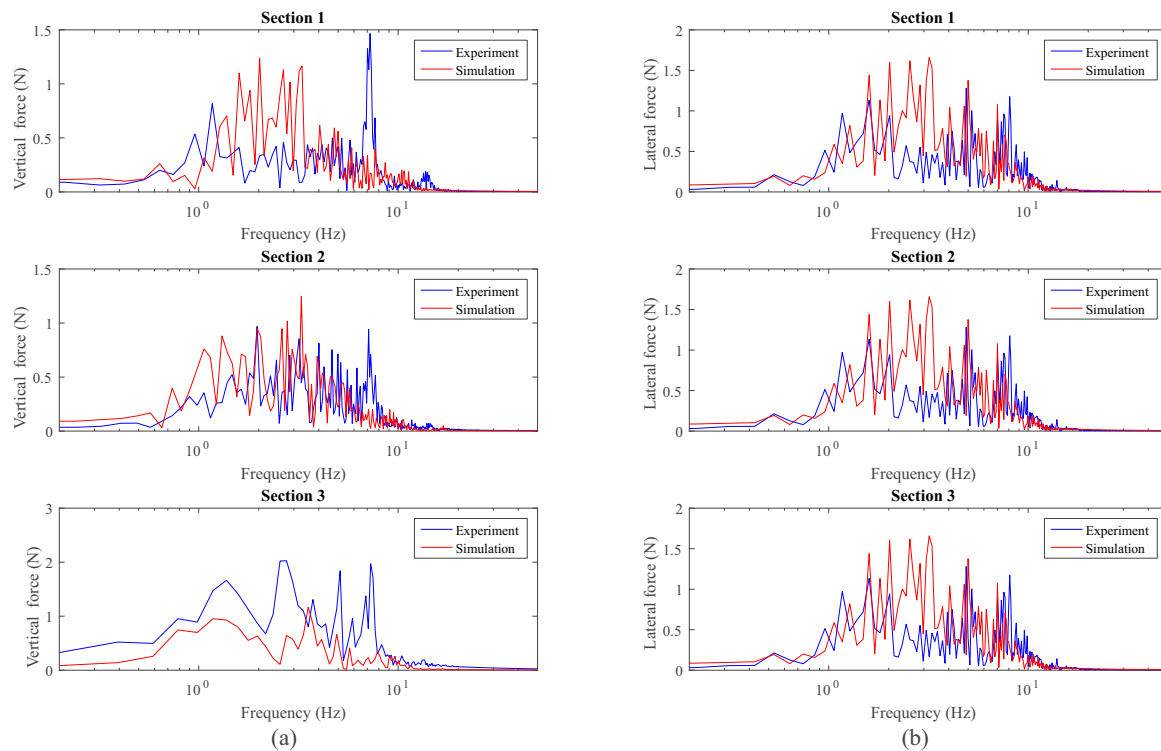 Section 1
1.5
1
0.5
0
Vertical force (N)
Experiment
Simulation
10^0
10^1
Frequency (Hz)
Section 2
1.5
1
0.5
0
Vertical force (N)
Experiment
Simulation
10^0
10^1
Frequency (Hz)
Section 3
3
2
1
0
Vertical force (N)
Experiment
Simulation
10^0
10^1
Frequency (Hz)
(a)
Section 1
2
1.5
1
0.5
0
Lateral force (N)
Experiment
Simulation
10^0
10^1
Frequency (Hz)
Section 2
2
1.5
1
0.5
0
Lateral force (N)
Experiment
Simulation
10^0
10^1
Frequency (Hz)
Section 3
2
1.5
1
0.5
0
Lateral force (N)
Experiment
Simulation
10^0
10^1
Frequency (Hz)
(b)